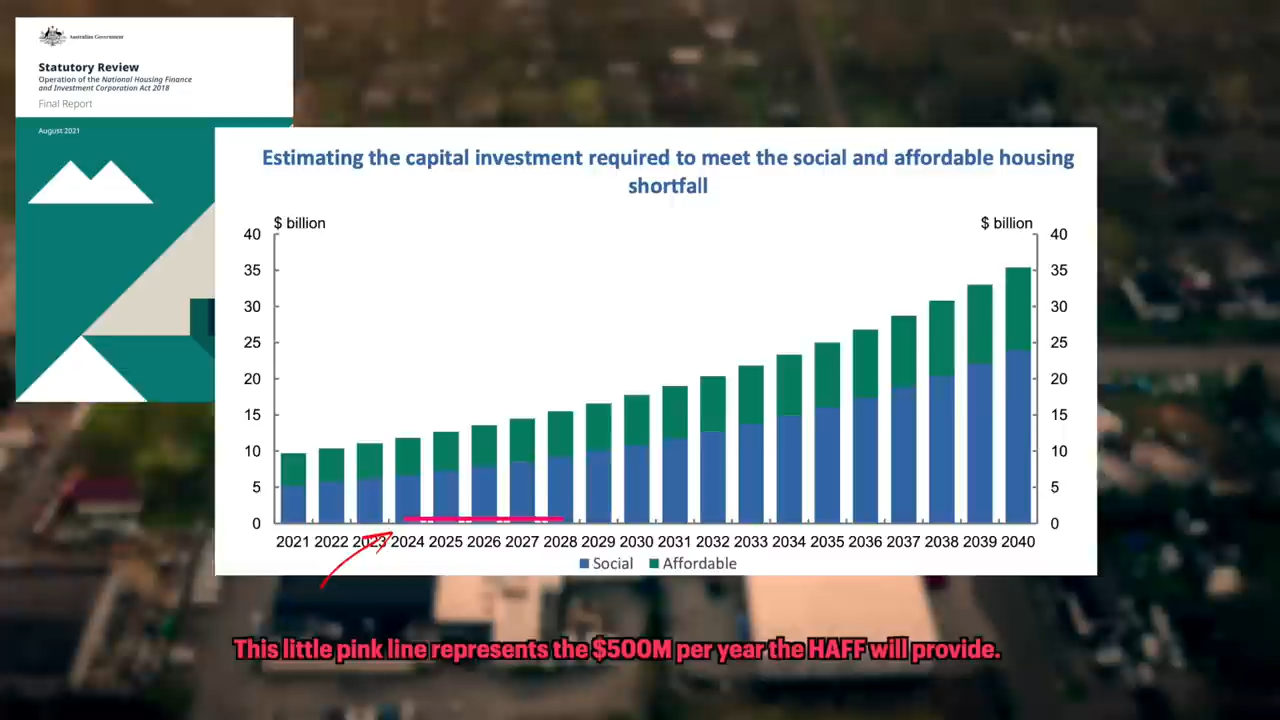 Australian Government
Statutory Review
Operation of the National Housing Finance
and Investment Corporation Act 2018
Final Report
August 2021
Estimating the capital investment required to meet the social and affordable housing
shortfall
$ billion $ billion
40 40
35 35
30 30
25 25
20 20
15 15
10 10
5 5
0 0
2021 2022 2023 2024 2025 2026 2027 2028 2029 2030 2031 2032 2033 2034 2035 2036 2037 2038 2039 2040
Social Affordable
This little pink line represents the $500M per year the HAFF will provide.